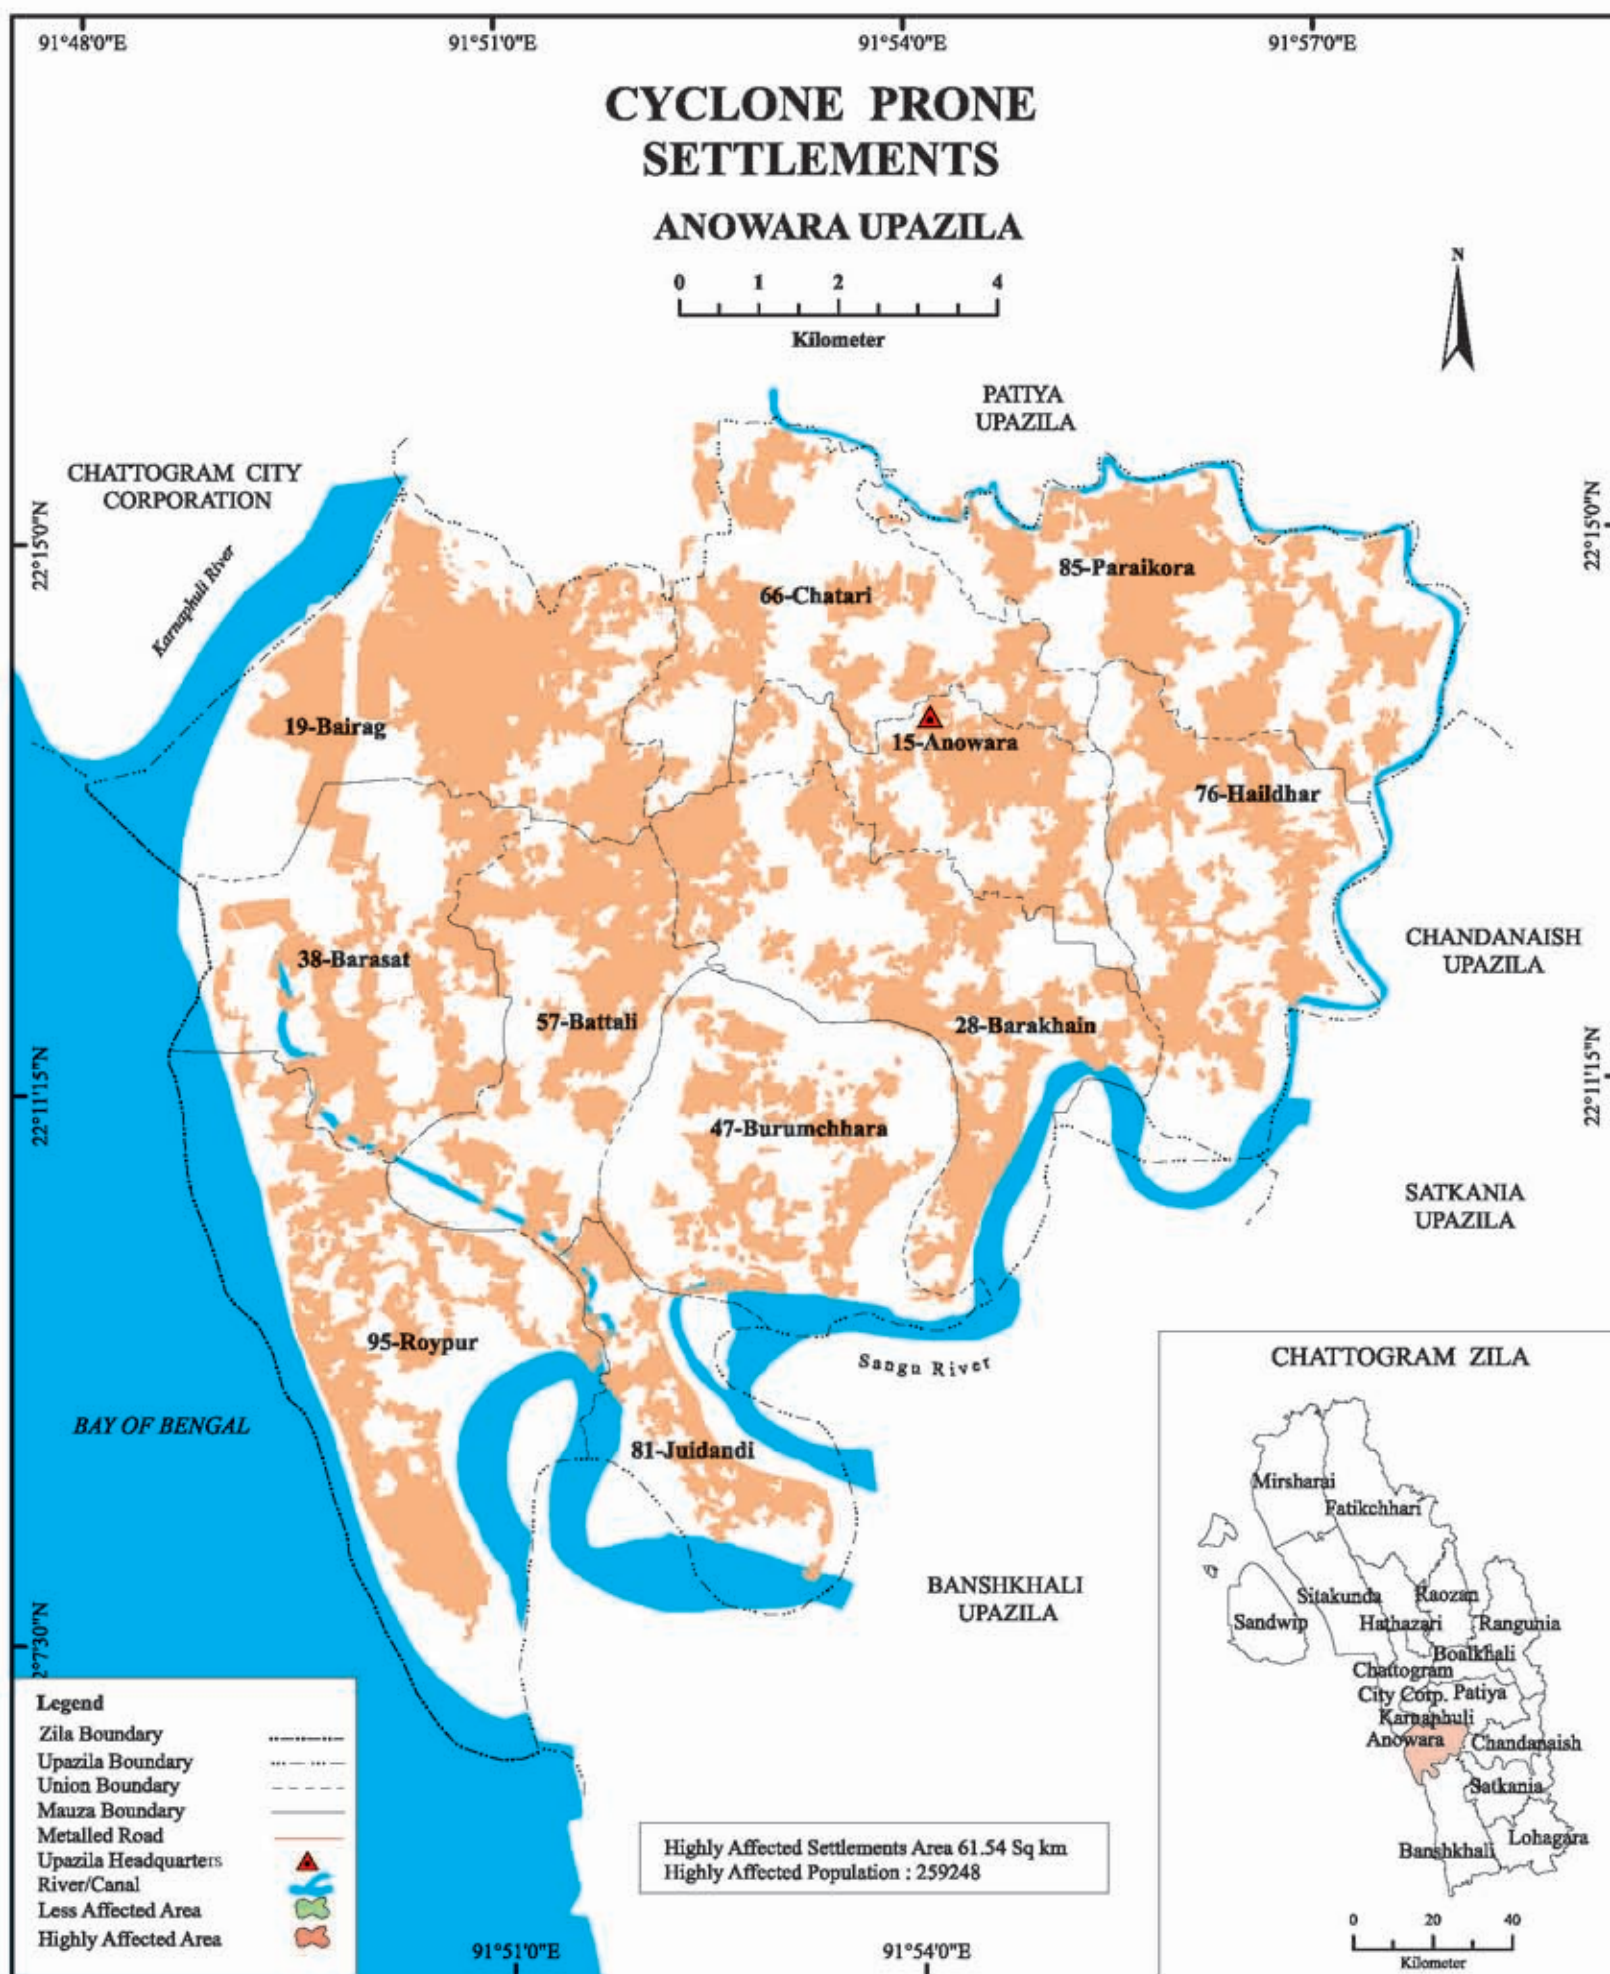 91°48'0"E
91°51'0"E
91°54'0"E
91°57'0"E
CYCLONE PRONE
SETTLEMENTS
ANOWARA UPAZILA
0 1 2 4
Kilometer
N
PATIYA
UPAZILA
CHATTOGRAM CITY
CORPORATION
Karnaphuli River
22°15'0"N
22°15'0"N
85-Paraikora
66-Chatari
19-Bairag
15-Anowara
76-Haildhar
CHANDANAISH
UPAZILA
38-Barasat
57-Battali
28-Barakhain
22°11'15"N
22°11'15"N
47-Burumchhara
SATKANIA
UPAZILA
95-Roypur
Sangu River
BAY OF BENGAL
81-Juidandi
BANSHKHALI
UPAZILA
2°7'30"N
CHATTOGRAM ZILA
Mirsharai
Fatikchhari
Sitakunda
Raozan
Sandwip
Hathazari
Rangunia
Boalkhali
Chattogram
City Corp.
Patiya
Karnaphuli
Anowara
Chandanaish
Satkania
Lohagara
Banshkhali
0 20 40
Kilometer
Legend
Zila Boundary
Upazila Boundary
Union Boundary
Mauza Boundary
Metalled Road
Upazila Headquarters
River/Canal
Less Affected Area
Highly Affected Area
Highly Affected Settlements Area 61.54 Sq km
Highly Affected Population : 259248
91°51'0"E
91°54'0"E